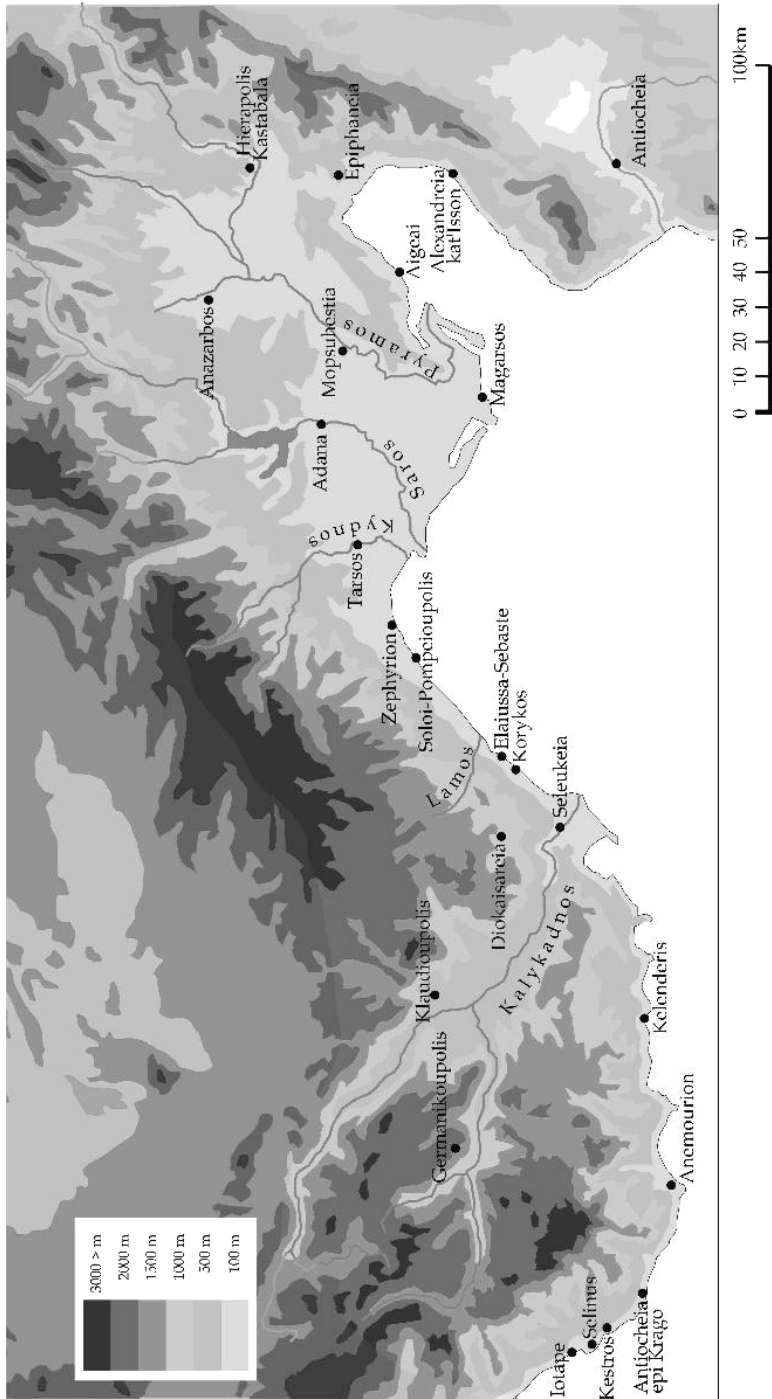 3000 > m
2000 m
1500 m
1000 m
500 m
100 m
Iotape
Selinus
Kestros
Antiocheia
epi Krago
Anemourion
Kelenderis
Germanikoupolis
Klaudioupolis
Kalykadnos
Diokaisareia
Seleukeia
Korykos
Elaiussa-Sebaste
Lamos
Soloi-Pompeioupolis
Zephyrion
Tarsos
Kydnos
Adana
Saros
Magarsos
Mopsuhestia
Pyramos
Anazarbos
Aigeai
Hierapolis
Kastabala
Epiphaneia
Alexandreia
kat'Isson
Antiocheia
0
10
20
30
40
50
100km